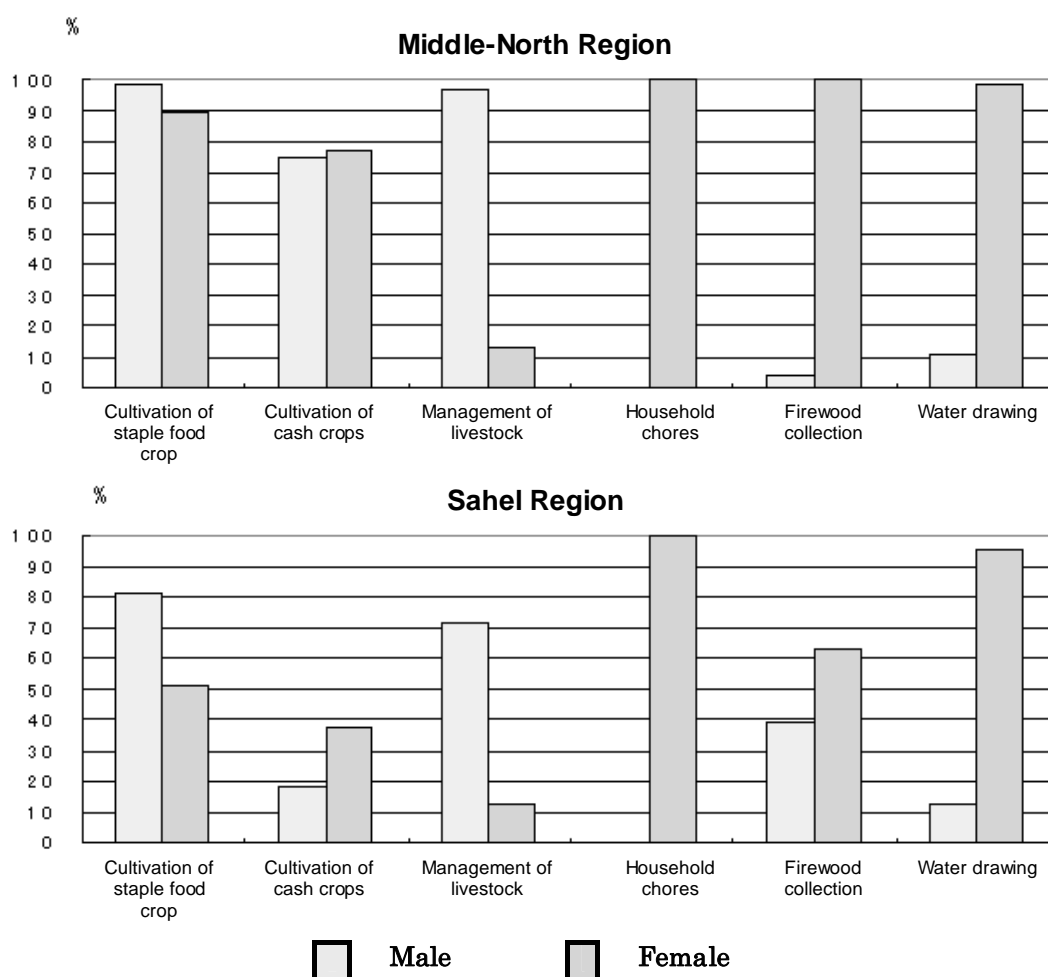 %
Middle-North Region
100
90
80
70
60
50
40
30
20
10
0
Cultivation of
staple food
crop
Cultivation of
cash crops
Management of
livestock
Household
chores
Firewood
collection
Water drawing
%
Sahel Region
100
90
80
70
60
50
40
30
20
10
0
Cultivation of
staple food
crop
Cultivation of
cash crops
Management of
livestock
Household
chores
Firewood
collection
Water drawing
Male Female